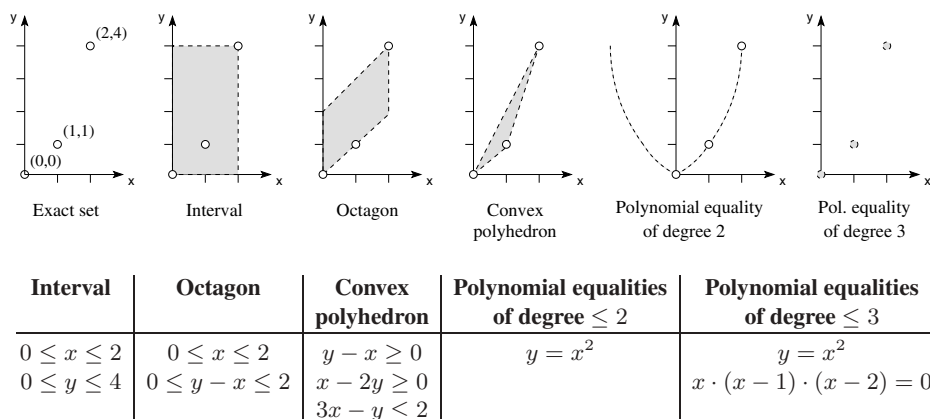 y y y y y y
(2,4)
(1,1)
(0,0)
x x x x x x
Exact set Interval Octagon Convex polyhedron Polynomial equality of degree 2 Pol. equality of degree 3
Interval Octagon Convex polyhedron Polynomial equalities of degree ≤ 2 Polynomial equalities of degree ≤ 3
0 ≤ x ≤ 2 0 ≤ x ≤ 2 y − x ≥ 0 y = x² y = x²
0 ≤ y ≤ 4 0 ≤ y − x ≤ 2 x − 2y ≥ 0 x · (x − 1) · (x − 2) = 0
3x − y ≤ 2